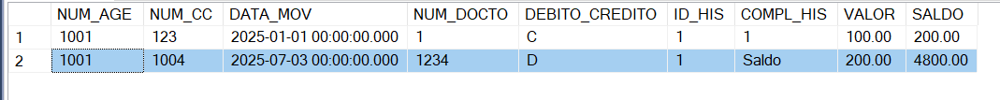 NUM_AGE NUM_CC DATA_MOV NUM_DOCTO DEBITO_CREDITO ID_HIS COMPL_HIS VALOR SALDO
1 1001 123 2025-01-01 00:00:00.000 1 C 1 1 100.00 200.00
2 1001 1004 2025-07-03 00:00:00.000 1234 D 1 Saldo 200.00 4800.00